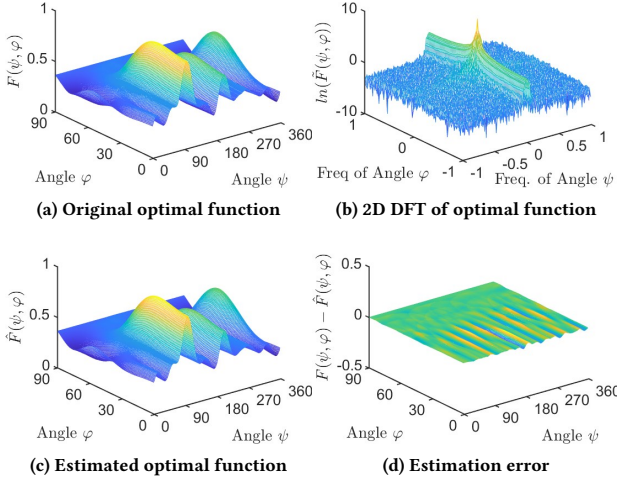 1
0.5
0
90
60
30
0
0
90
180
270
360
F(ψ, φ)
Angle φ
Angle ψ
(a) Original optimal function
10
0
-10
1
0
-1
-1
-0.5
0
0.5
1
ln(F̃(ψ, φ))
Freq of Angle φ
Freq. of Angle ψ
(b) 2D DFT of optimal function
1
0.5
0
90
60
30
0
0
90
180
270
360
F̂(ψ, φ)
Angle φ
Angle ψ
(c) Estimated optimal function
0.5
0
-0.5
90
60
30
0
0
90
180
270
360
F(ψ, φ) − F̂(ψ, φ)
Angle φ
Angle ψ
(d) Estimation error